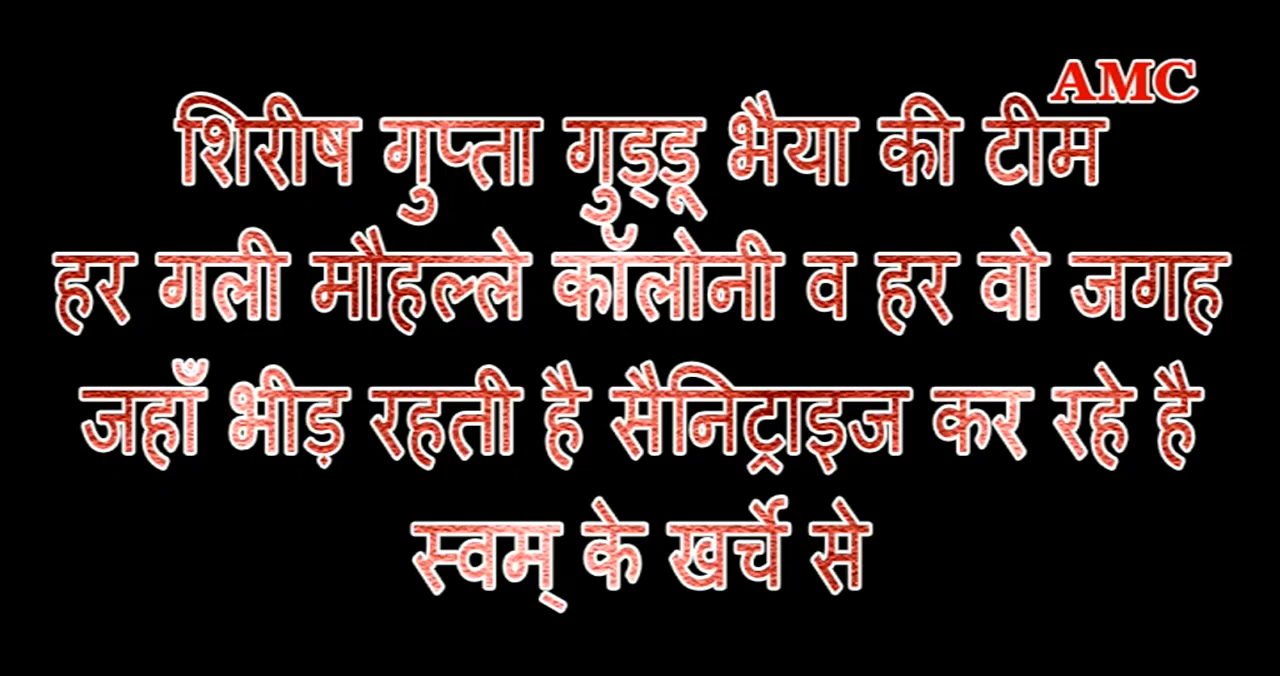 AMC
शिरीष गुप्ता गुड्डू भैया की टीम
हर गली मौहल्ले कॉलोनी व हर वो जगह
जहाँ भीड़ रहती है सैनिट्राइज कर रहे है
स्वम् के खर्चे से